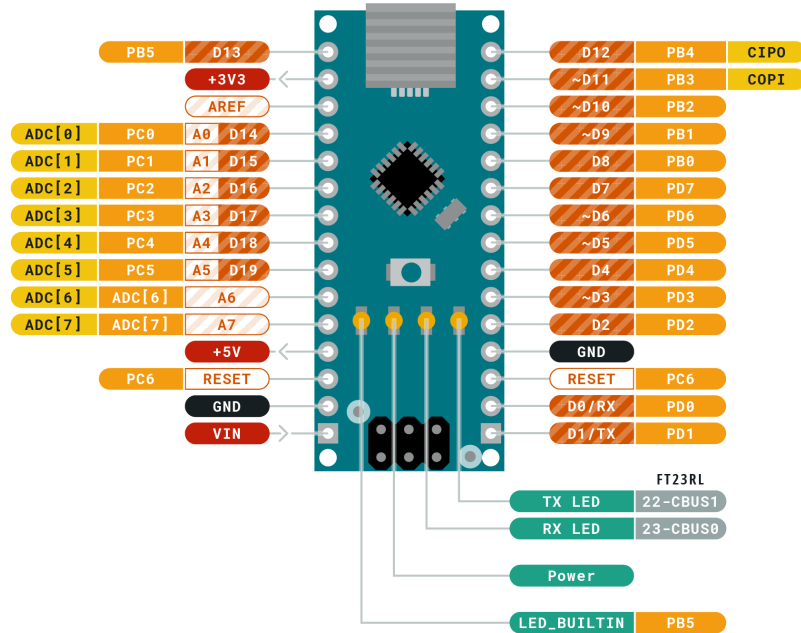 PB5 D13 D12 PB4 CIPO
+3V3 ~D11 PB3 COPI
AREF ~D10 PB2
ADC[0] PC0 A0 D14 ~D9 PB1
ADC[1] PC1 A1 D15 D8 PB0
ADC[2] PC2 A2 D16 D7 PD7
ADC[3] PC3 A3 D17 ~D6 PD6
ADC[4] PC4 A4 D18 ~D5 PD5
ADC[5] PC5 A5 D19 D4 PD4
ADC[6] ADC[6] A6 ~D3 PD3
ADC[7] ADC[7] A7 D2 PD2
+5V GND
PC6 RESET RESET PC6
GND D0/RX PD0
VIN D1/TX PD1
FT23RL
TX LED 22-CBUS1
RX LED 23-CBUS0
Power
LED_BUILTIN PB5